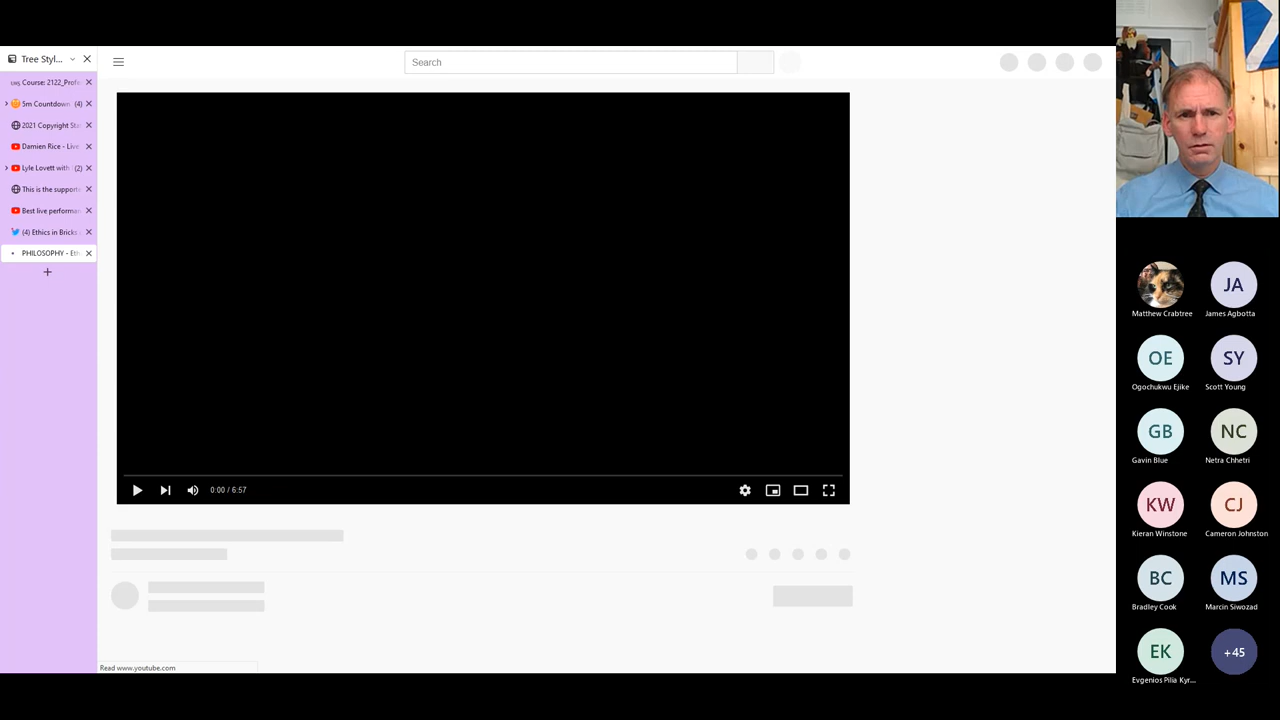 Tree Styl...
Search
Course: 2122_Profe
5m Countdown (4)
2021 Copyright Sta
Damien Rice - Live
Lyle Lovett with (2)
This is the supporte
Best live performan
(4) Ethics in Bricks
PHILOSOPHY - Eth
0:00 / 6:57
Read www.youtube.com
Matthew Crabtree
JA
James Agbotta
OE
Ogochukwu Ejike
SY
Scott Young
GB
Gavin Blue
NC
Netra Chhetri
KW
Kieran Winstone
CJ
Cameron Johnston
BC
Bradley Cook
MS
Marcin Siwozad
EK
Evgenios Pilia Kyr...
+45